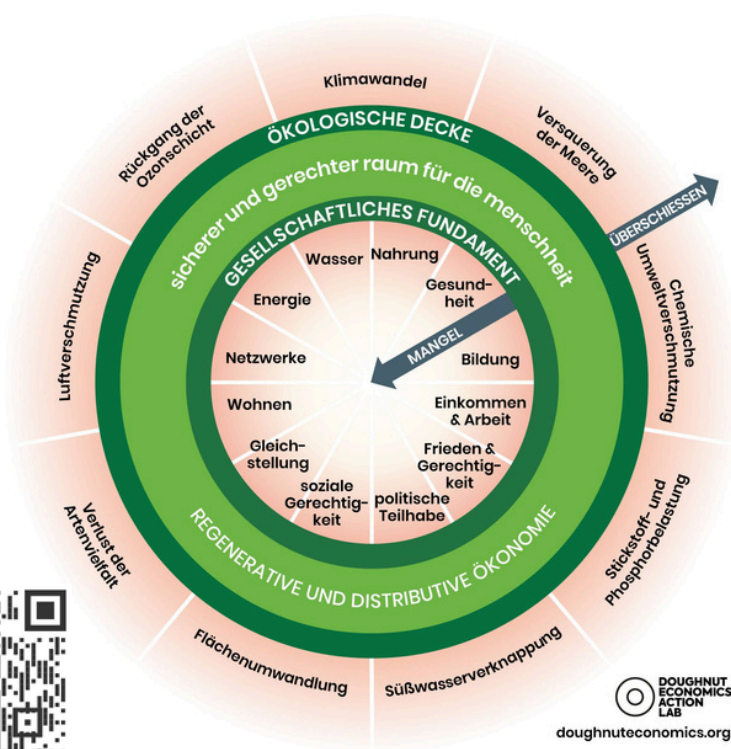 Klimawandel
Versauerung
der Meere
ÜBERSCHIESSEN
Chemische
Umweltverschmutzung
Stickstoff- und
Phosphorbelastung
Süßwasserverknappung
Flächenumwandlung
Verlust der
Artenvielfalt
Luftverschmutzung
Rückgang der
Ozonschicht
ÖKOLOGISCHE DECKE
sicherer und gerechter raum für die menschheit
GESELLSCHAFTLICHES FUNDAMENT
Wasser
Nahrung
Gesund-
heit
MANGEL
Bildung
Einkommen
& Arbeit
Frieden &
Gerechtig-
keit
politische
Teilhabe
soziale
Gerechtig-
keit
Gleich-
stellung
Wohnen
Netzwerke
Energie
REGENERATIVE UND DISTRIBUTIVE ÖKONOMIE
DOUGHNUT
ECONOMICS
ACTION
LAB
doughnuteconomics.org